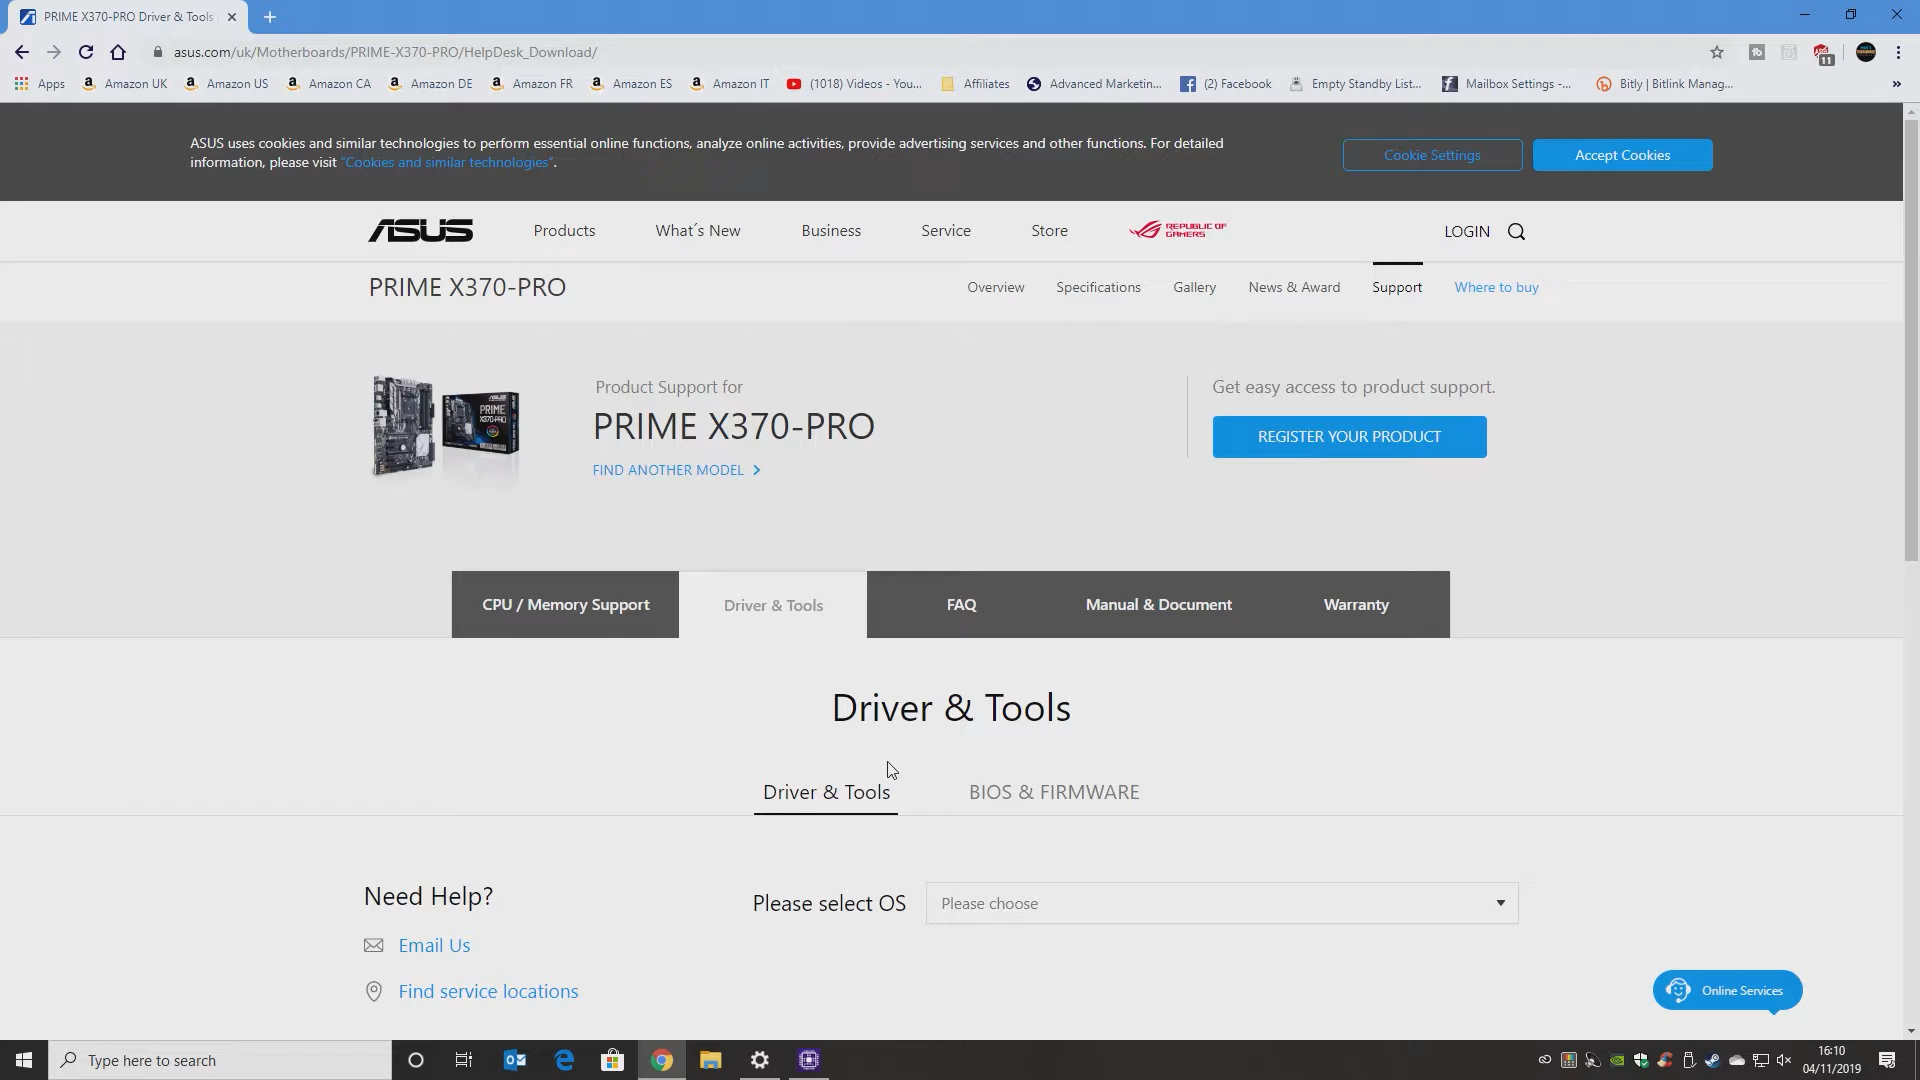 PRIME X370-PRO Driver & Tools
asus.com/uk/Motherboards/PRIME-X370-PRO/HelpDesk_Download/
11
Apps Amazon UK Amazon US Amazon CA Amazon DE Amazon FR Amazon ES Amazon IT (1018) Videos - You... Affiliates Advanced Marketin... (2) Facebook Empty Standby List... Mailbox Settings -... Bitly | Bitlink Manag... »
ASUS uses cookies and similar technologies to perform essential online functions, analyze online activities, provide advertising services and other functions. For detailed
information, please visit "Cookies and similar technologies".
Cookie Settings
Accept Cookies
ASUS Products What´s New Business Service Store REPUBLIC OF GAMERS LOGIN
PRIME X370-PRO Overview Specifications Gallery News & Award Support Where to buy
Product Support for
PRIME X370-PRO
FIND ANOTHER MODEL
Get easy access to product support.
REGISTER YOUR PRODUCT
ASUS
PRIME
X370-PRO
CPU / Memory Support Driver & Tools FAQ Manual & Document Warranty
Driver & Tools
Driver & Tools BIOS & FIRMWARE
Need Help?
Email Us
Find service locations
Please select OS Please choose
Online Services
Type here to search
16:10
04/11/2019